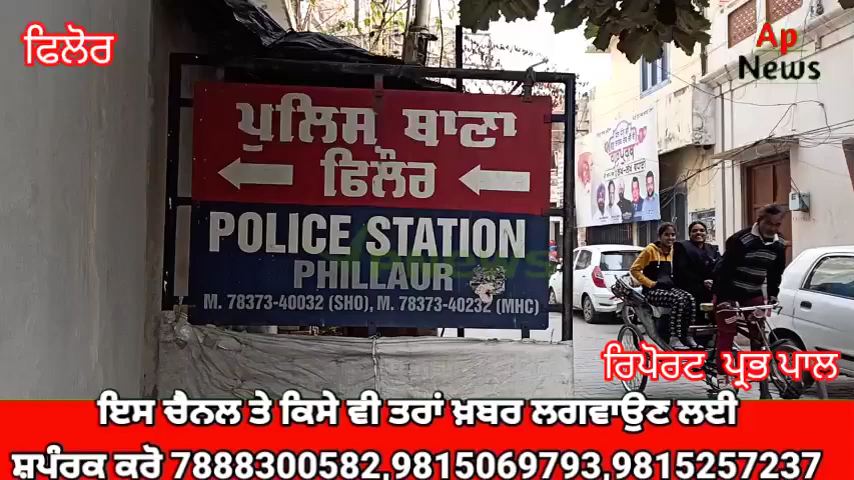 ਫਿਲੋਰ
Ap
News
ਪੁਲਿਸ ਥਾਣਾ
ਫਿਲੌਰ
POLICE STATION
PHILLAUR
M. 78373-40032 (SHO), M. 78373-40232 (MHC)
ਰਿਪੋਰਟ ਪ੍ਰਭ ਪਾਲ
ਇਸ ਚੈਨਲ ਤੇ ਕਿਸੇ ਵੀ ਤਰਾਂ ਖ਼ਬਰ ਲਗਵਾਉਣ ਲਈ
ਸ਼ਪੰਰਕ ਕਰੋ 7888300582,9815069793,9815257237